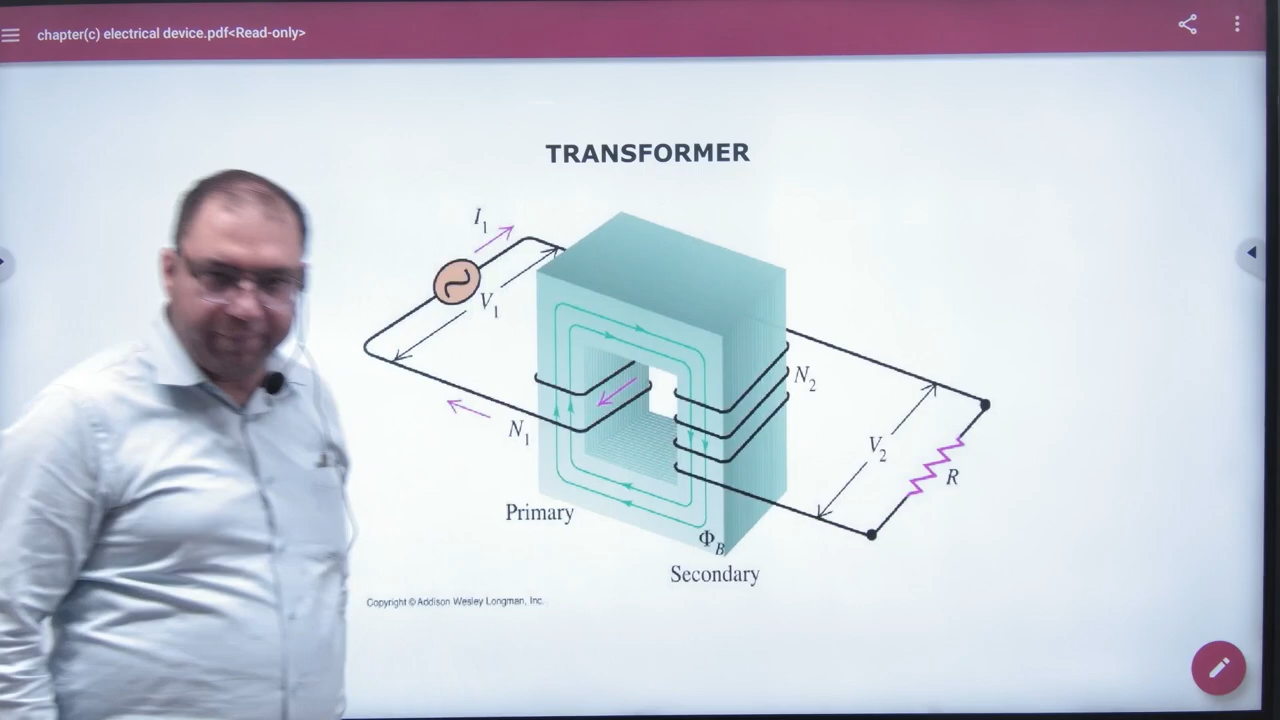 chapter(c) electrical device.pdf<Read-only>
TRANSFORMER
I1
V1
N1
N2
V2
R
Primary
ΦB
Secondary
Copyright © Addison Wesley Longman, Inc.